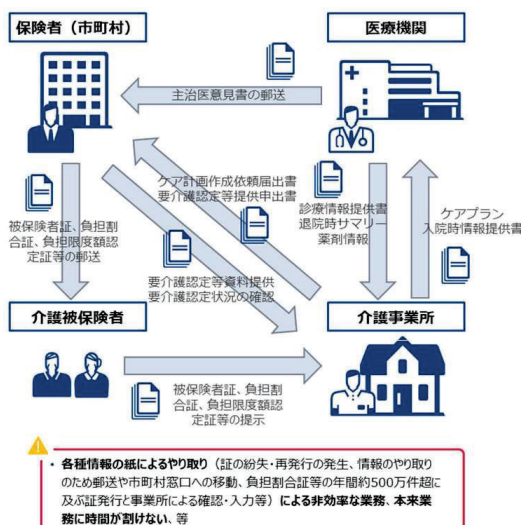 保険者（市町村）
医療機関
主治医意見書の郵送
ケア計画作成依頼届出書
要介護認定等提供申出書
診療情報提供書
退院時サマリー
薬剤情報
ケアプラン
入院時情報提供書
被保険者証、負担割
合証、負担限度額認
定証等の郵送
要介護認定等資料提供
要介護認定状況の確認
介護被保険者
介護事業所
被保険者証、負担割
合証、負担限度額認
定証等の提示
・ 各種情報の紙によるやり取り（証の紛失・再発行の発生、情報のやり取り
のため郵送や市町村窓口への移動、負担割合証等の年間約500万件超に
及ぶ証発行と事業所による確認・入力等）による非効率な業務、本来業
務に時間が割けない、等